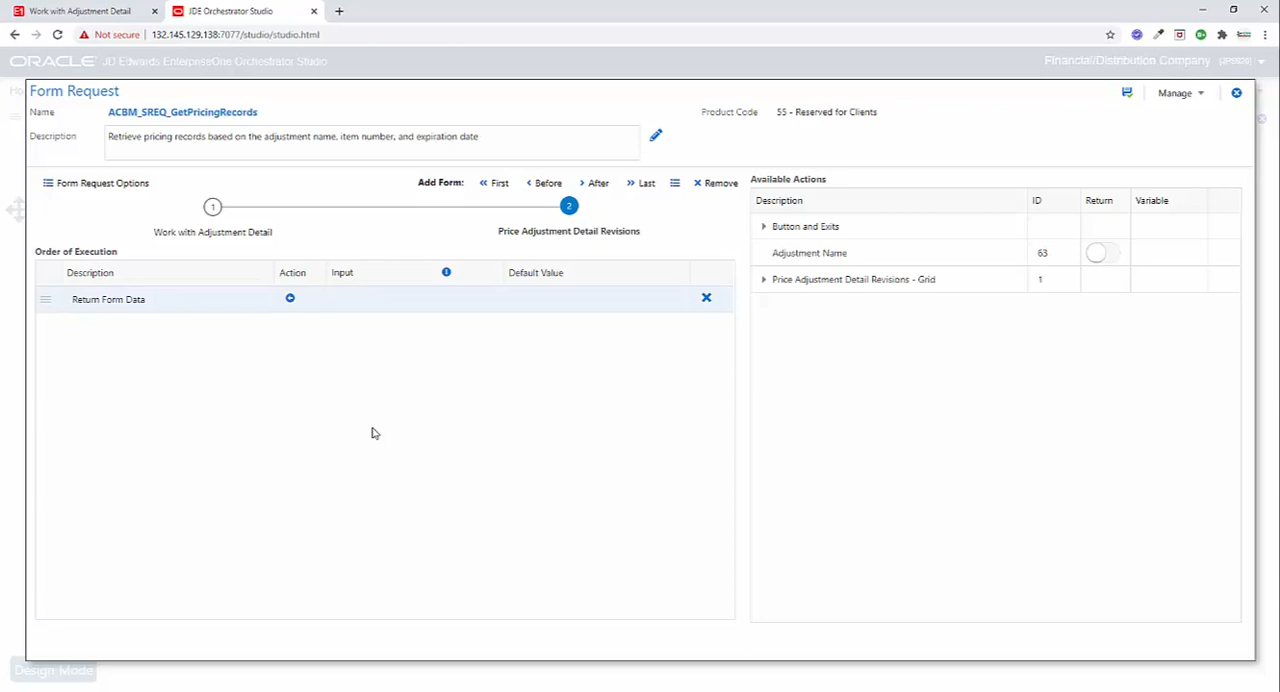 Work with Adjustment Detail
JDE Orchestrator Studio
Not secure
132.145.129.138:7077/studio/studio.html
ORACLE JD Edwards EnterpriseOne Orchestrator Studio
Financial/Distribution Company
Form Request
Manage
Name
ACBM_SREQ_GetPricingRecords
Product Code
55 - Reserved for Clients
Description
Retrieve pricing records based on the adjustment name, item number, and expiration date
Form Request Options
Add Form:
First
Before
After
Last
Remove
1
2
Work with Adjustment Detail
Price Adjustment Detail Revisions
Order of Execution
Description
Action
Input
Default Value
Return Form Data
Available Actions
Description
ID
Return
Variable
Button and Exits
Adjustment Name
63
Price Adjustment Detail Revisions - Grid
1
Design Mode